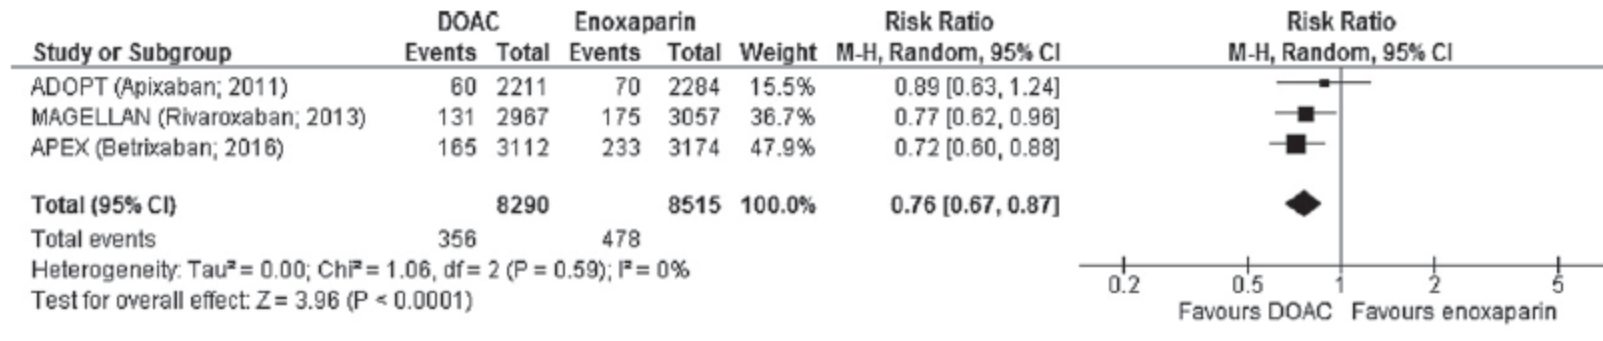 DOAC Enoxaparin Risk Ratio Risk Ratio
Study or Subgroup Events Total Events Total Weight M-H, Random, 95% CI M-H, Random, 95% CI
ADOPT (Apixaban; 2011) 60 2211 70 2284 15.5% 0.89 [0.63, 1.24]
MAGELLAN (Rivaroxaban; 2013) 131 2967 175 3057 36.7% 0.77 [0.62, 0.96]
APEX (Betrixaban; 2016) 165 3112 233 3174 47.9% 0.72 [0.60, 0.88]
Total (95% CI) 8290 8515 100.0% 0.76 [0.67, 0.87]
Total events 356 478
Heterogeneity: Tau² = 0.00; Chi² = 1.06, df = 2 (P = 0.59); I² = 0%
Test for overall effect: Z = 3.96 (P < 0.0001)
0.2 0.5 1 2 5
Favours DOAC Favours enoxaparin